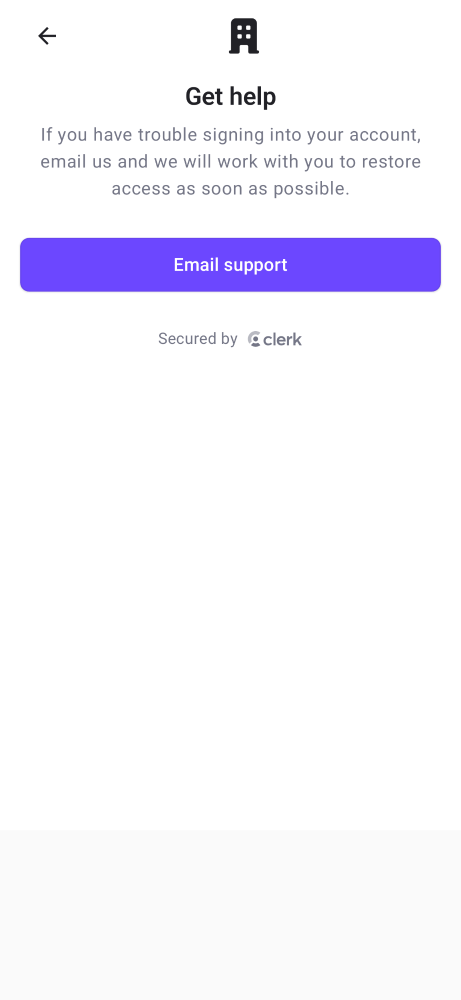 Get help
If you have trouble signing into your account,
email us and we will work with you to restore
access as soon as possible.
Email support
Secured by clerk